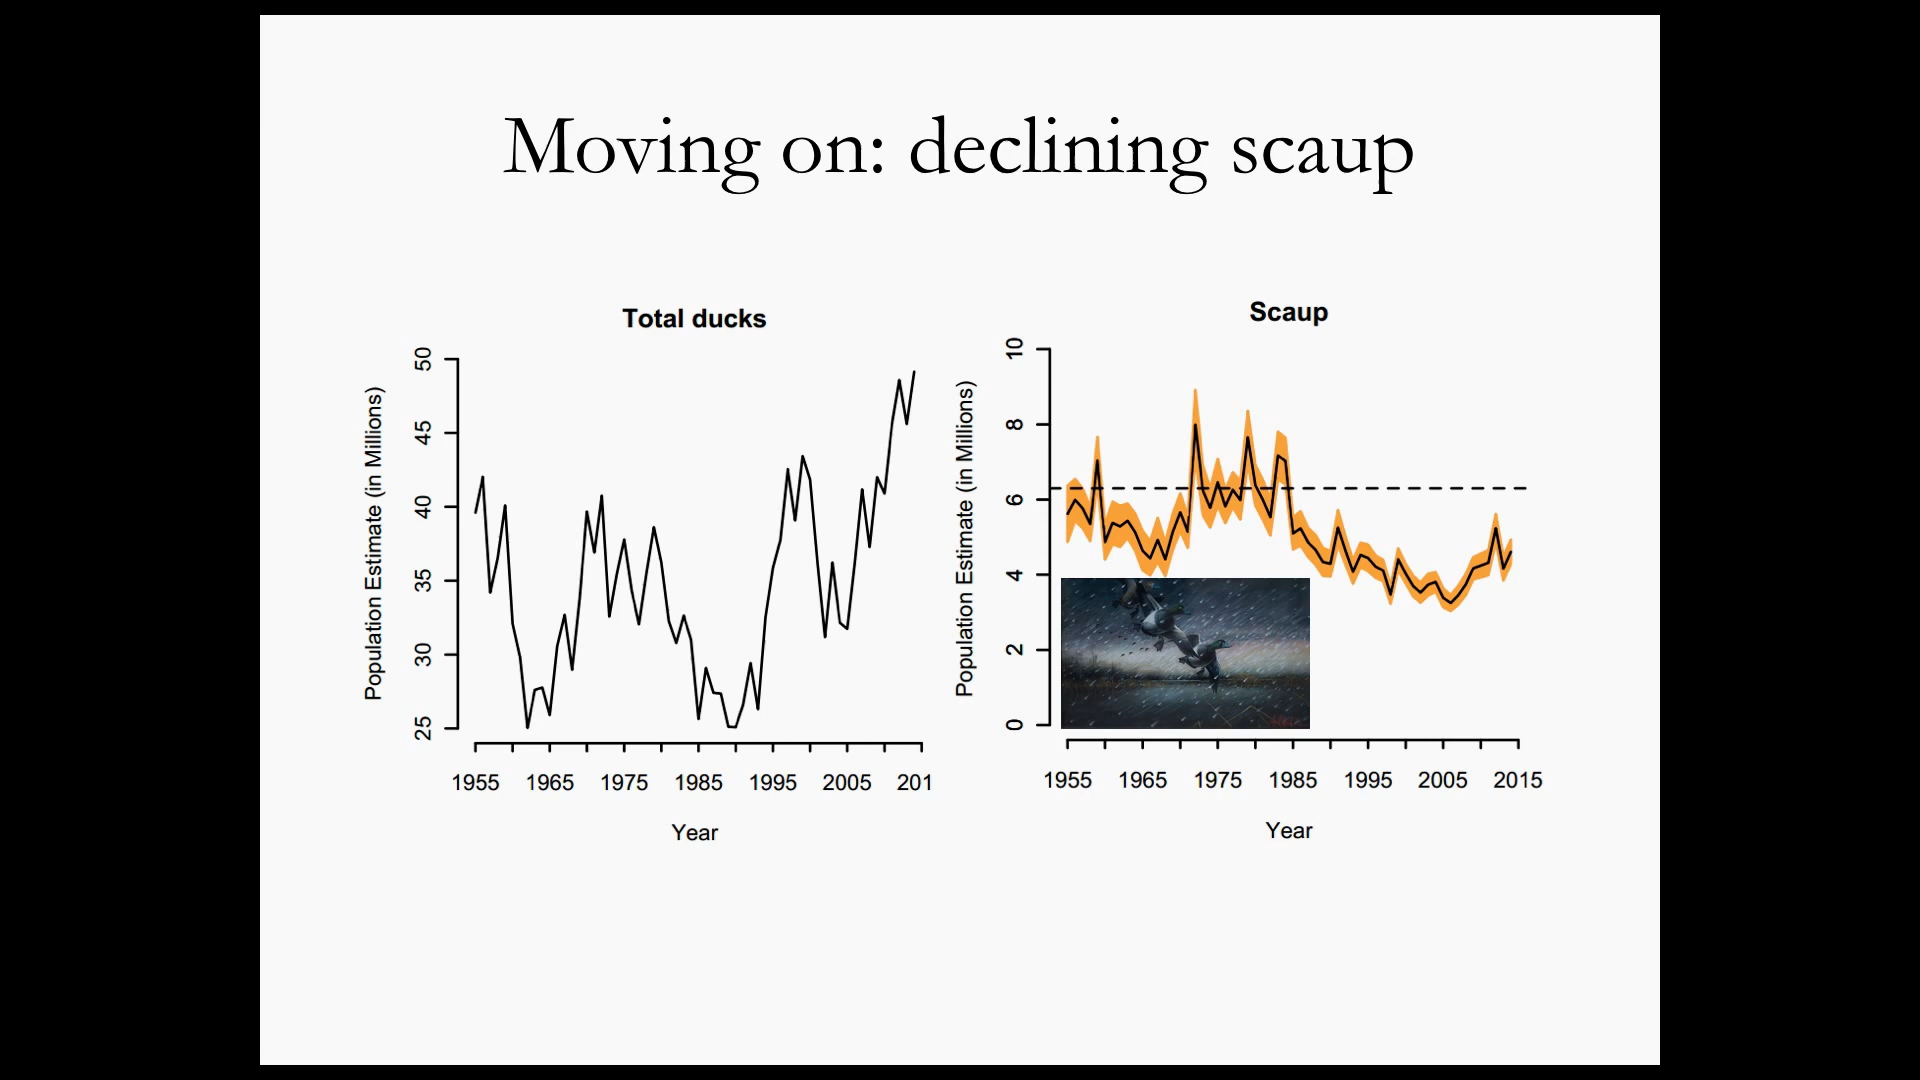 Moving on: declining scaup
Total ducks
Population Estimate (in Millions)
50
45
40
35
30
25
1955 1965 1975 1985 1995 2005 201
Year
Scaup
Population Estimate (in Millions)
10
8
6
4
2
0
1955 1965 1975 1985 1995 2005 2015
Year